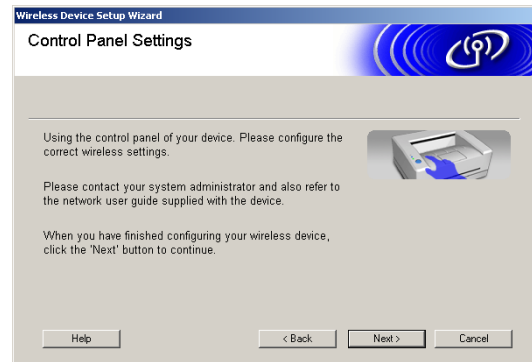 Wireless Device Setup Wizard
Control Panel Settings
Using the control panel of your device. Please configure the
correct wireless settings.
Please contact your system administrator and also refer to
the network user guide supplied with the device.
When you have finished configuring your wireless device,
click the 'Next' button to continue.
Help
< Back
Next >
Cancel